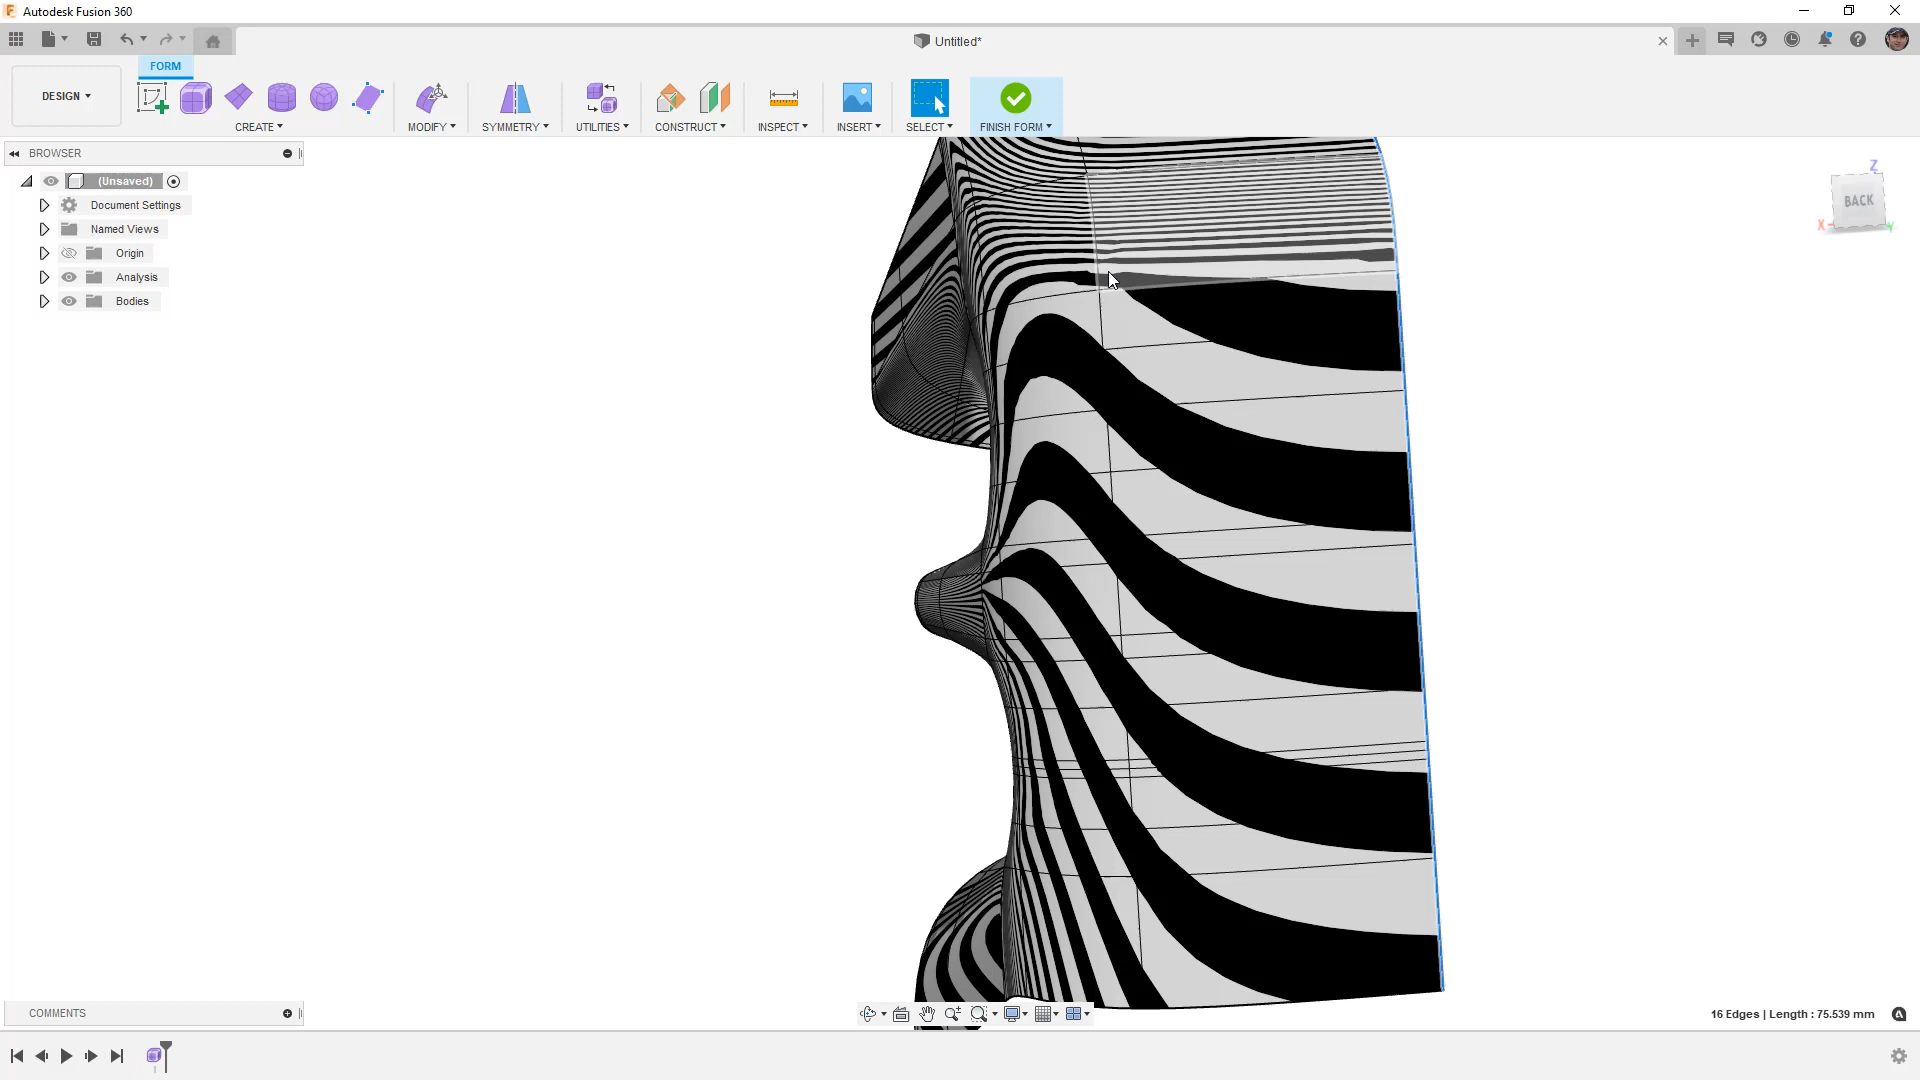 Autodesk Fusion 360
Untitled*
FORM
DESIGN
CREATE
MODIFY
SYMMETRY
UTILITIES
CONSTRUCT
INSPECT
INSERT
SELECT
FINISH FORM
BROWSER
(Unsaved)
Document Settings
Named Views
Origin
Analysis
Bodies
Z
BACK
X
Y
COMMENTS
16 Edges | Length : 75.539 mm